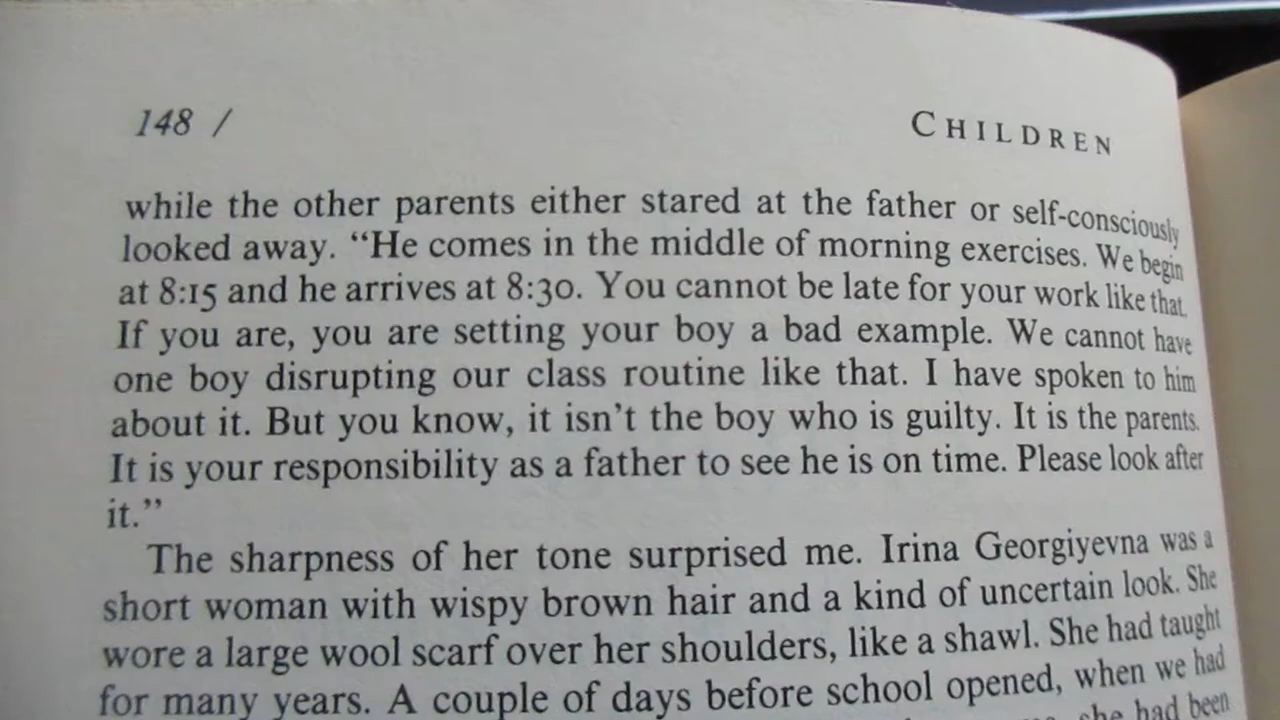 148 / CHILDREN
while the other parents either stared at the father or self-consciously
looked away. “He comes in the middle of morning exercises. We begin
at 8:15 and he arrives at 8:30. You cannot be late for your work like that.
If you are, you are setting your boy a bad example. We cannot have
one boy disrupting our class routine like that. I have spoken to him
about it. But you know, it isn’t the boy who is guilty. It is the parents.
It is your responsibility as a father to see he is on time. Please look after
it.”
The sharpness of her tone surprised me. Irina Georgiyevna was a
short woman with wispy brown hair and a kind of uncertain look. She
wore a large wool scarf over her shoulders, like a shawl. She had taught
for many years. A couple of days before school opened, when we had
she had been